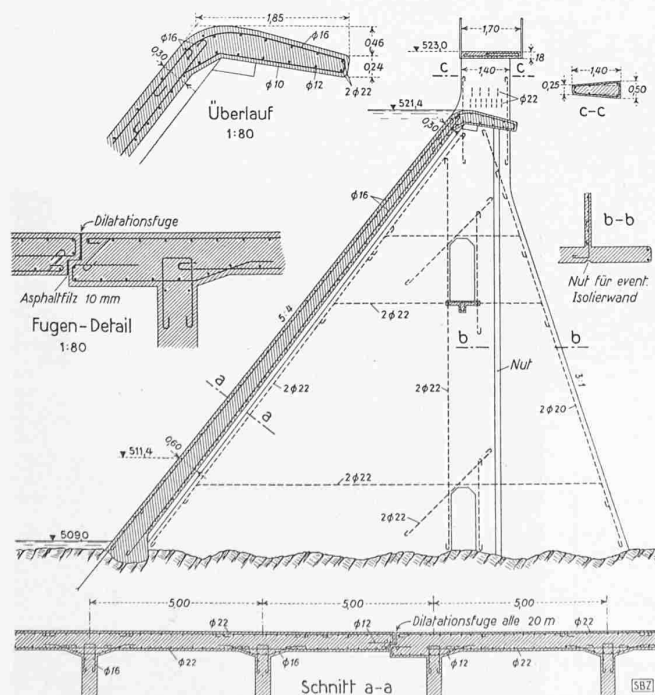 1,85
φ16
φ16
0,46
0,24
0,30
φ10
φ12
2φ22
Überlauf
1:80
1,70
523,0
18
C
1,40
C
φ22
521,4
0,30
1,40
0,25
0,50
c-c
φ16
Dilatationsfuge
Asphaltfilz 10 mm
Fugen-Detail
1:80
b-b
Nut für event.
Isolierwand
5:4
2φ22
b
b
Nut
3:1
a
a
2φ22
2φ22
2φ20
0,60
511,4
2φ22
2φ22
509,0
5,00
5,00
5,00
φ22
φ12
Dilatationsfuge alle 20 m
φ22
φ16
φ22
φ16
φ12
φ22
Schnitt a-a
SBZ